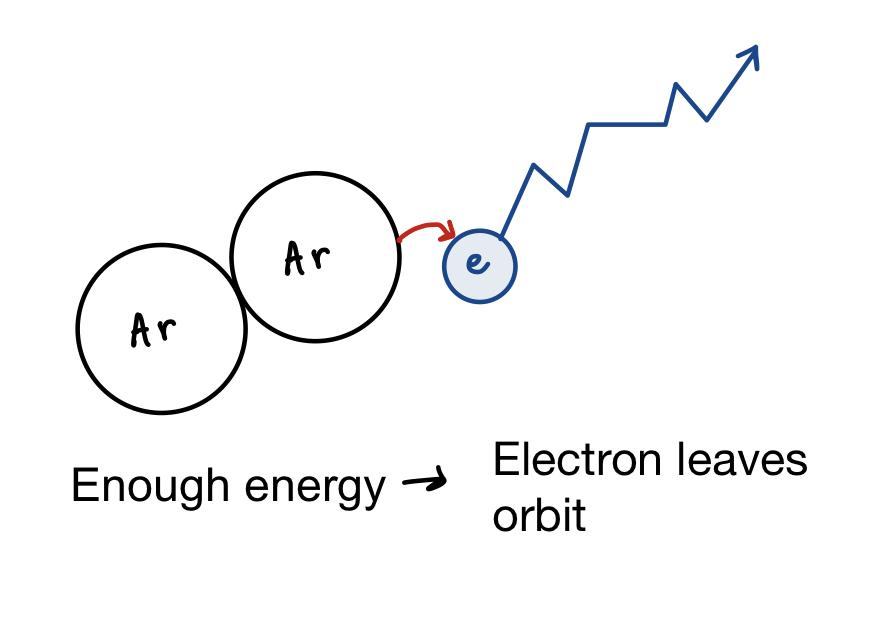 Ar
Ar
e
Enough energy →
Electron leaves
orbit